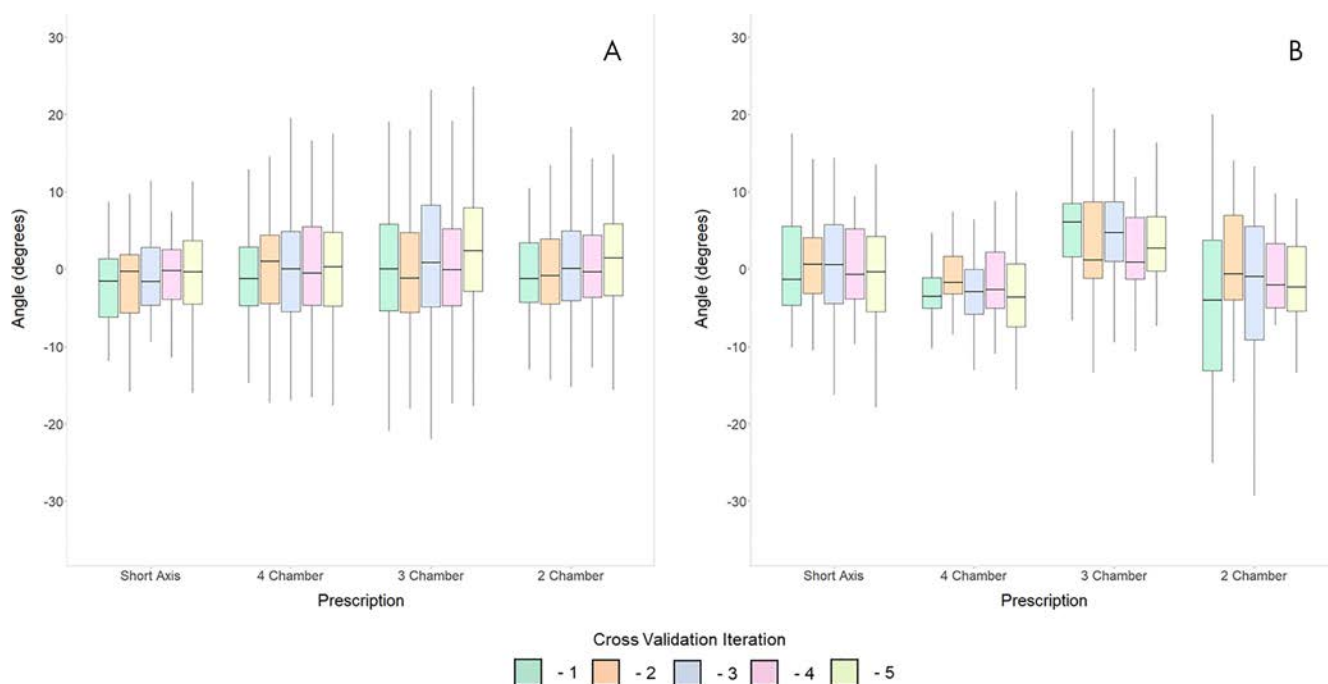 A
30
20
10
0
-10
-20
-30
Angle (degrees)
Short Axis 4 Chamber 3 Chamber 2 Chamber
Prescription
B
30
20
10
0
-10
-20
-30
Angle (degrees)
Short Axis 4 Chamber 3 Chamber 2 Chamber
Prescription
Cross Validation Iteration
- 1 - 2 - 3 - 4 - 5